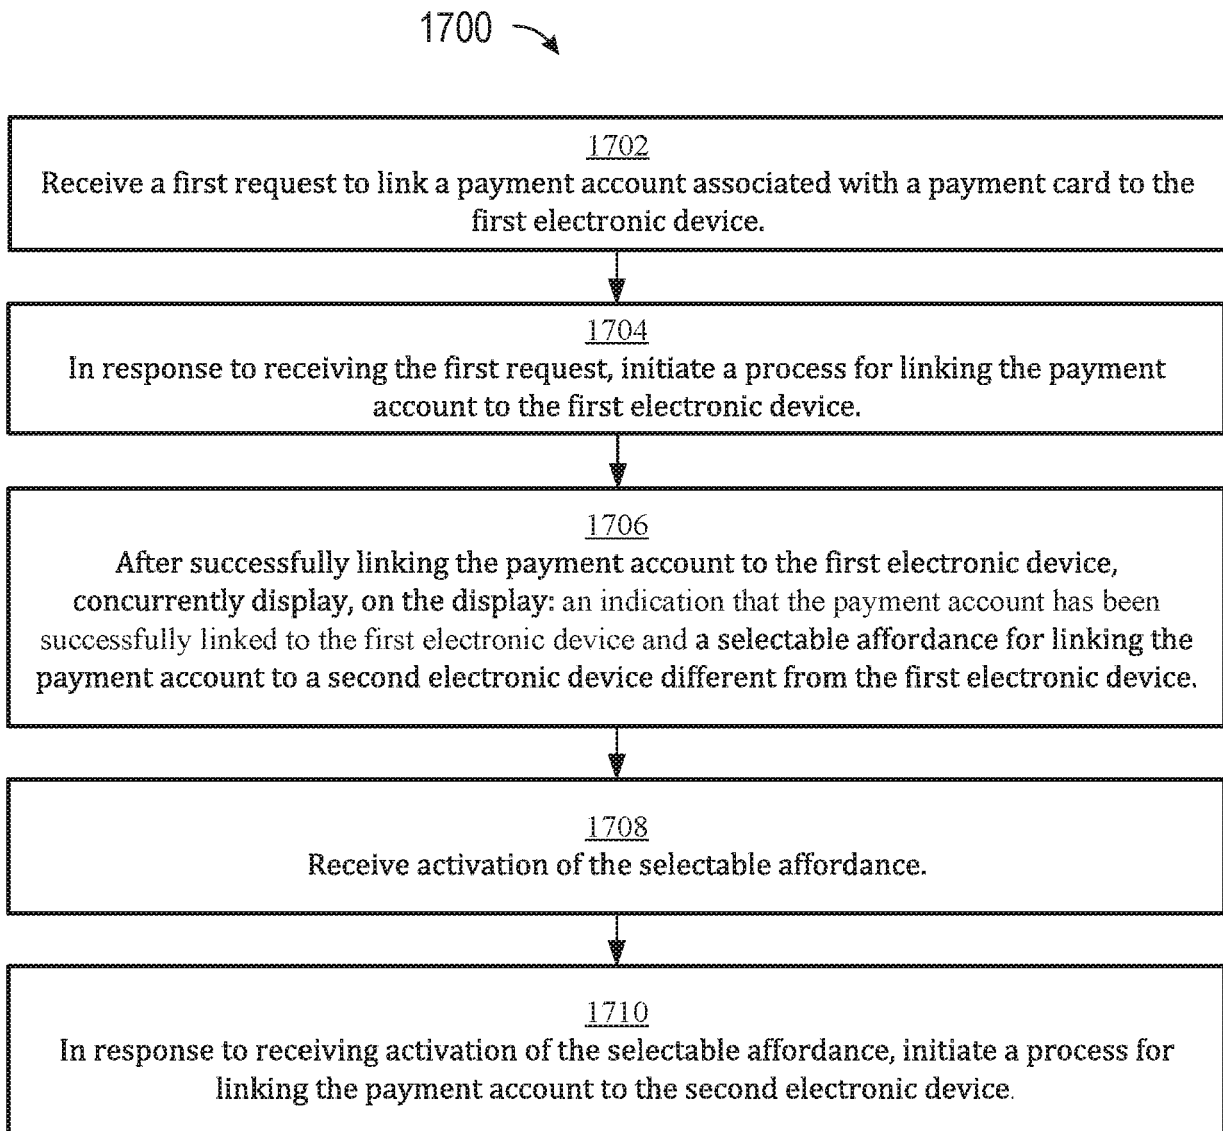 1700
1702
Receive a first request to link a payment account associated with a payment card to the
first electronic device.
1704
In response to receiving the first request, initiate a process for linking the payment
account to the first electronic device.
1706
After successfully linking the payment account to the first electronic device,
concurrently display, on the display: an indication that the payment account has been
successfully linked to the first electronic device and a selectable affordance for linking the
payment account to a second electronic device different from the first electronic device.
1708
Receive activation of the selectable affordance.
1710
In response to receiving activation of the selectable affordance, initiate a process for
linking the payment account to the second electronic device.